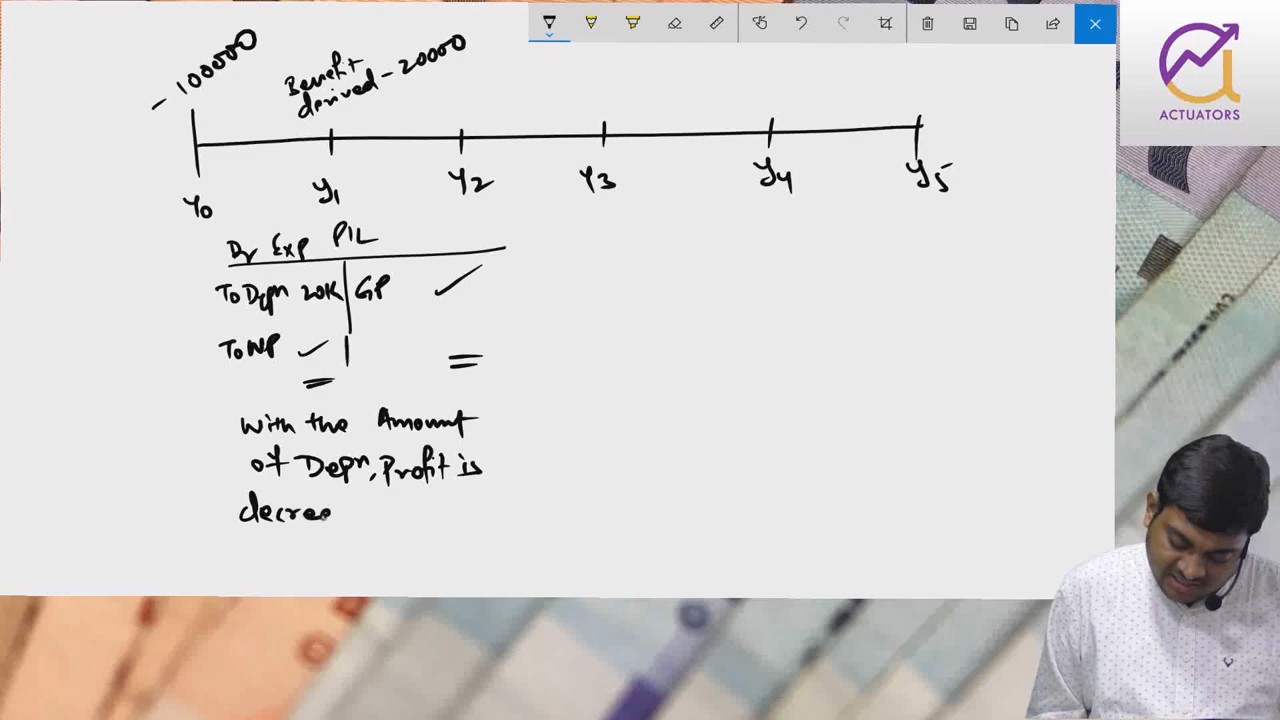 - 100000
Benefit
derived - 20000
Y0 Y1 Y2 Y3 Y4 Y5
Dr Exp P/L
To Depn 20K GP
To NP
With the Amount
of Depn, Profit is
decrea
ACTUATORS